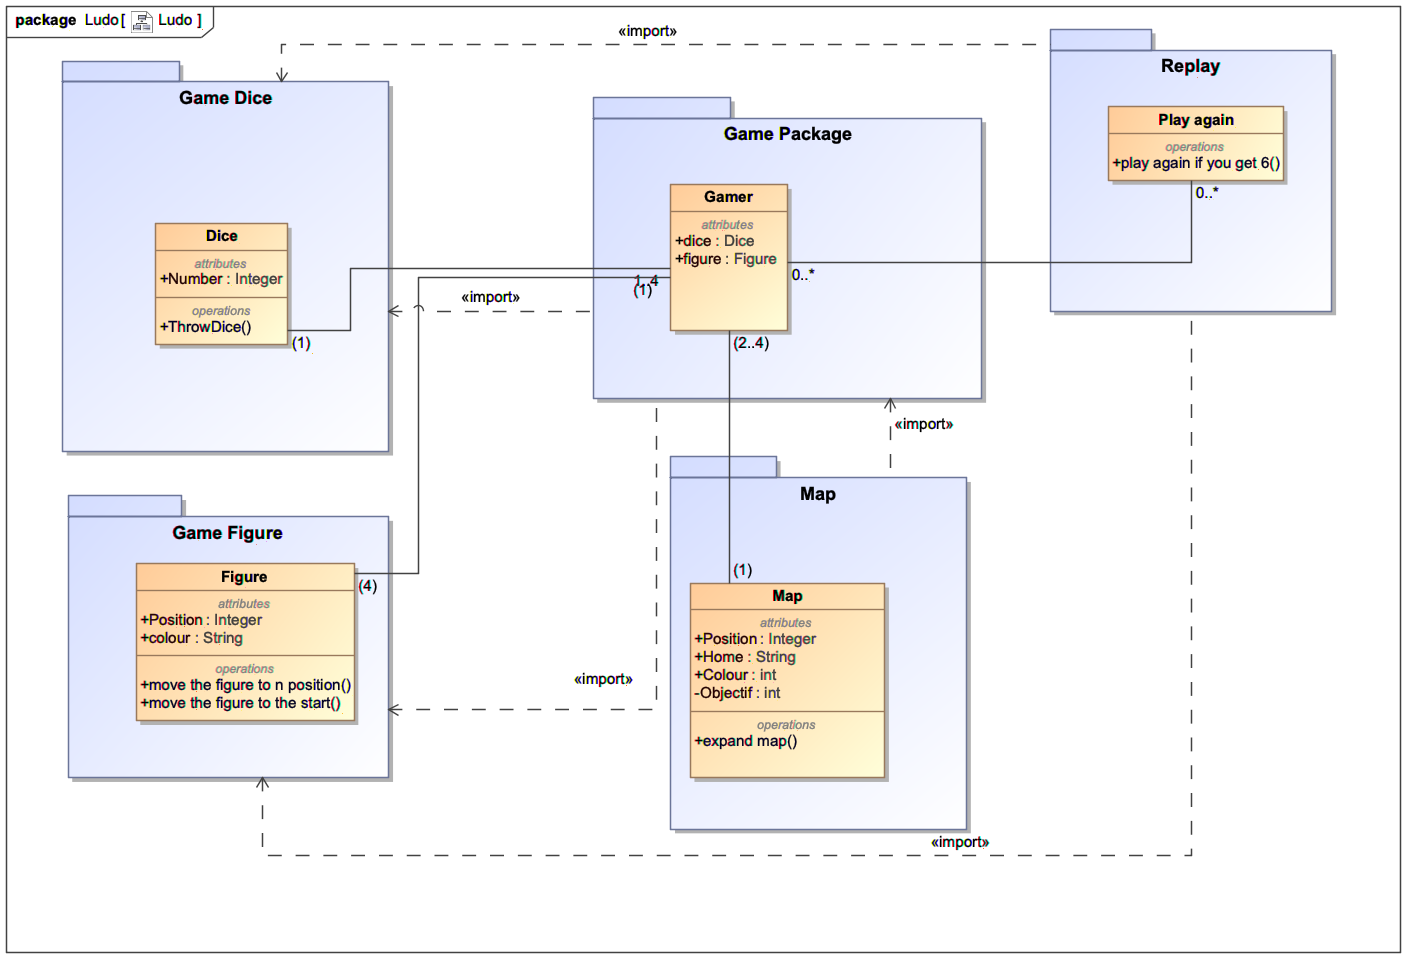 package Ludo[ Ludo ]
«import»
Game Dice
Dice
attributes
+Number : Integer
operations
+ThrowDice()
(1)
Game Package
Gamer
attributes
+dice : Dice
+figure : Figure
1..4
(1)
0..*
(2..4)
«import»
Replay
Play again
operations
+play again if you get 6()
0..*
«import»
Game Figure
Figure
attributes
+Position : Integer
+colour : String
operations
+move the figure to n position()
+move the figure to the start()
(4)
«import»
Map
(1)
Map
attributes
+Position : Integer
+Home : String
+Colour : int
-Objectif : int
operations
+expand map()
«import»